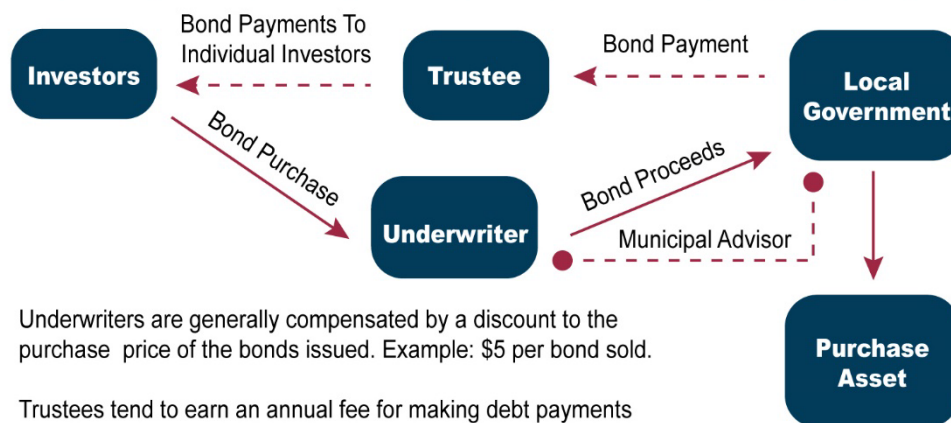 Bond Payments To
Individual Investors
Bond Payment
Investors
Trustee
Local
Government
Bond Purchase
Bond Proceeds
Underwriter
Municipal Advisor
Underwriters are generally compensated by a discount to the
purchase price of the bonds issued. Example: $5 per bond sold.
Purchase
Asset
Trustees tend to earn an annual fee for making debt payments